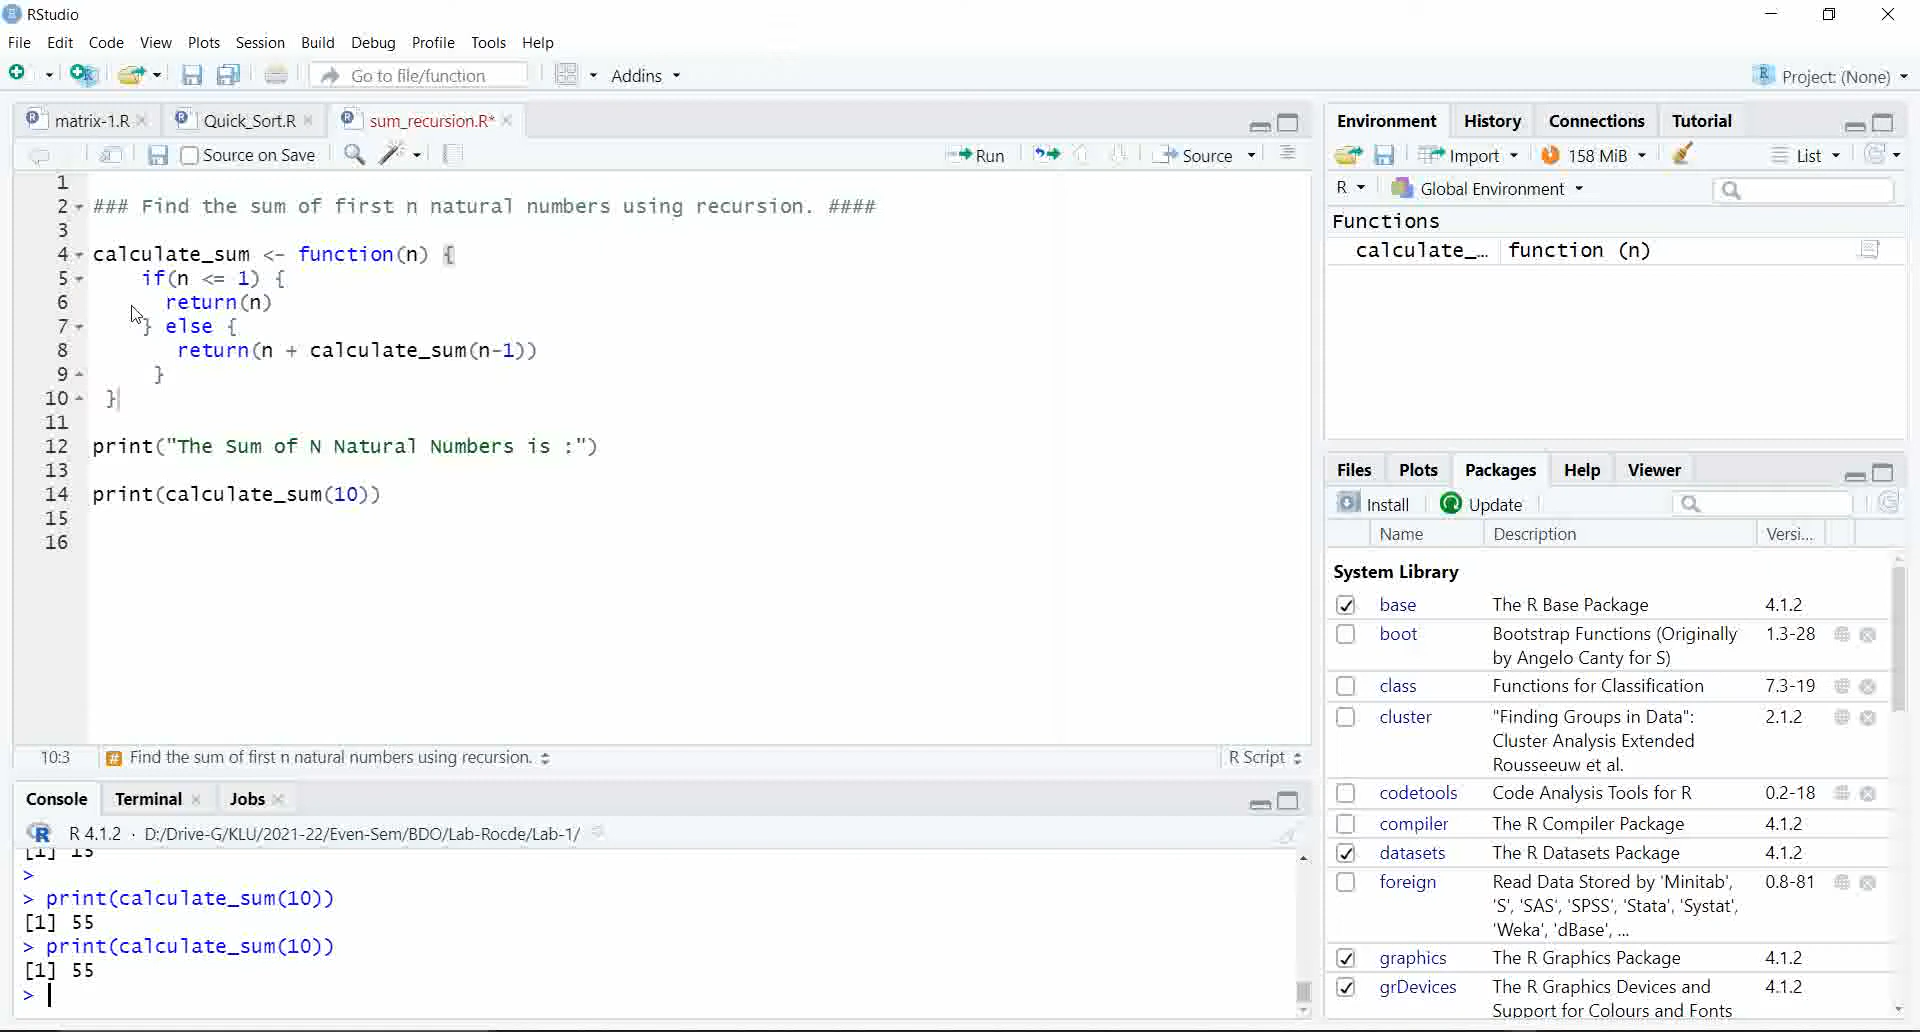 RStudio
File Edit Code View Plots Session Build Debug Profile Tools Help
Go to file/function Addins Project: (None)
matrix-1.R Quick_Sort.R sum_recursion.R*
Source on Save Run Source
1
2 ### Find the sum of first n natural numbers using recursion. ####
3
4 calculate_sum <- function(n) {
5 if(n <= 1) {
6 return(n)
7 } else {
8 return(n + calculate_sum(n-1))
9 }
10 }
11
12 print("The Sum of N Natural Numbers is :")
13
14 print(calculate_sum(10))
15
16
10:3 # Find the sum of first n natural numbers using recursion. R Script
Console Terminal Jobs
R 4.1.2 · D:/Drive-G/KLU/2021-22/Even-Sem/BDO/Lab-Rocde/Lab-1/
[1] 15
>
> print(calculate_sum(10))
[1] 55
> print(calculate_sum(10))
[1] 55
>
Environment History Connections Tutorial
Import 158 MiB List
R Global Environment
Functions
calculate_… function (n)
Files Plots Packages Help Viewer
Install Update
Name Description Versi...
System Library
base The R Base Package 4.1.2
boot Bootstrap Functions (Originally 1.3-28
by Angelo Canty for S)
class Functions for Classification 7.3-19
cluster "Finding Groups in Data": 2.1.2
Cluster Analysis Extended
Rousseeuw et al.
codetools Code Analysis Tools for R 0.2-18
compiler The R Compiler Package 4.1.2
datasets The R Datasets Package 4.1.2
foreign Read Data Stored by 'Minitab', 0.8-81
'S', 'SAS', 'SPSS', 'Stata', 'Systat',
'Weka', 'dBase', ...
graphics The R Graphics Package 4.1.2
grDevices The R Graphics Devices and 4.1.2
Support for Colours and Fonts